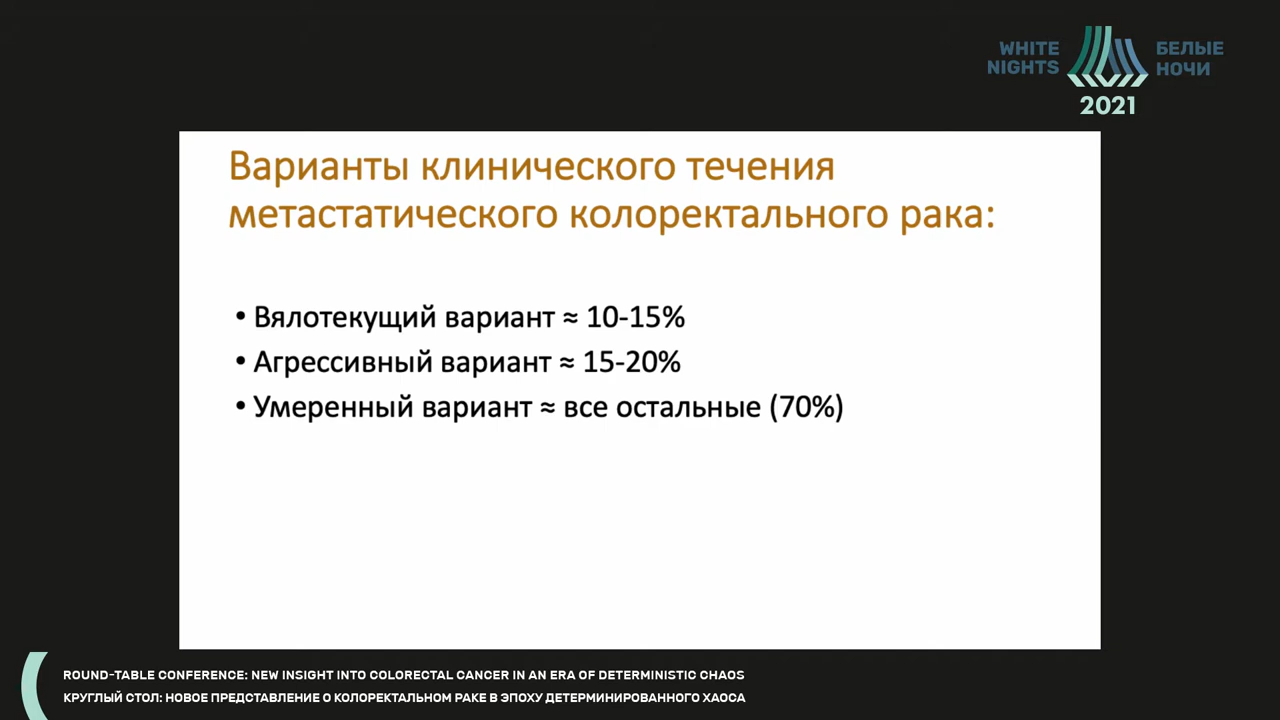 WHITE NIGHTS
БЕЛЫЕ НОЧИ
2021
Варианты клинического течения
метастатического колоректального рака:
• Вялотекущий вариант ≈ 10-15%
• Агрессивный вариант ≈ 15-20%
• Умеренный вариант ≈ все остальные (70%)
ROUND-TABLE CONFERENCE: NEW INSIGHT INTO COLORECTAL CANCER IN AN ERA OF DETERMINISTIC CHAOS
КРУГЛЫЙ СТОЛ: НОВОЕ ПРЕДСТАВЛЕНИЕ О КОЛОРЕКТАЛЬНОМ РАКЕ В ЭПОХУ ДЕТЕРМИНИРОВАННОГО ХАОСА